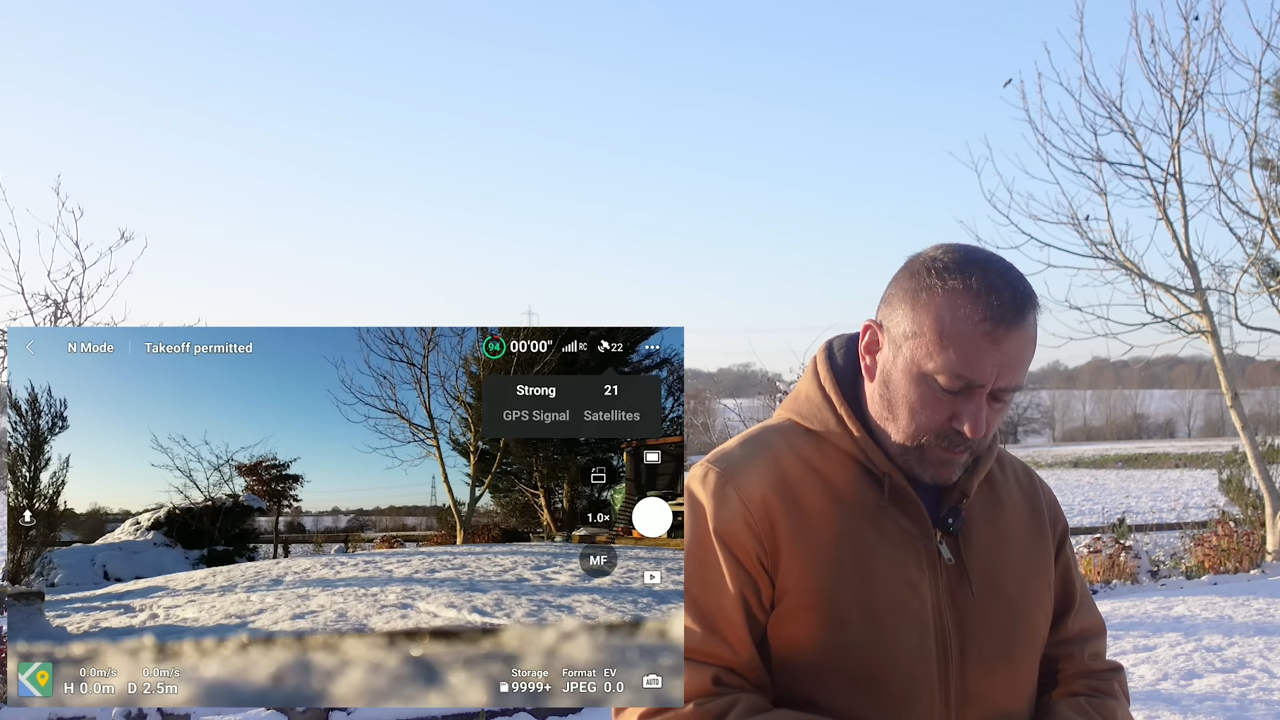 N Mode Takeoff permitted 94 00'00" RC 22
Strong 21
GPS Signal Satellites
1.0×
MF
0.0m/s 0.0m/s
H 0.0m D 2.5m
Storage Format EV
9999+ JPEG 0.0
AUTO